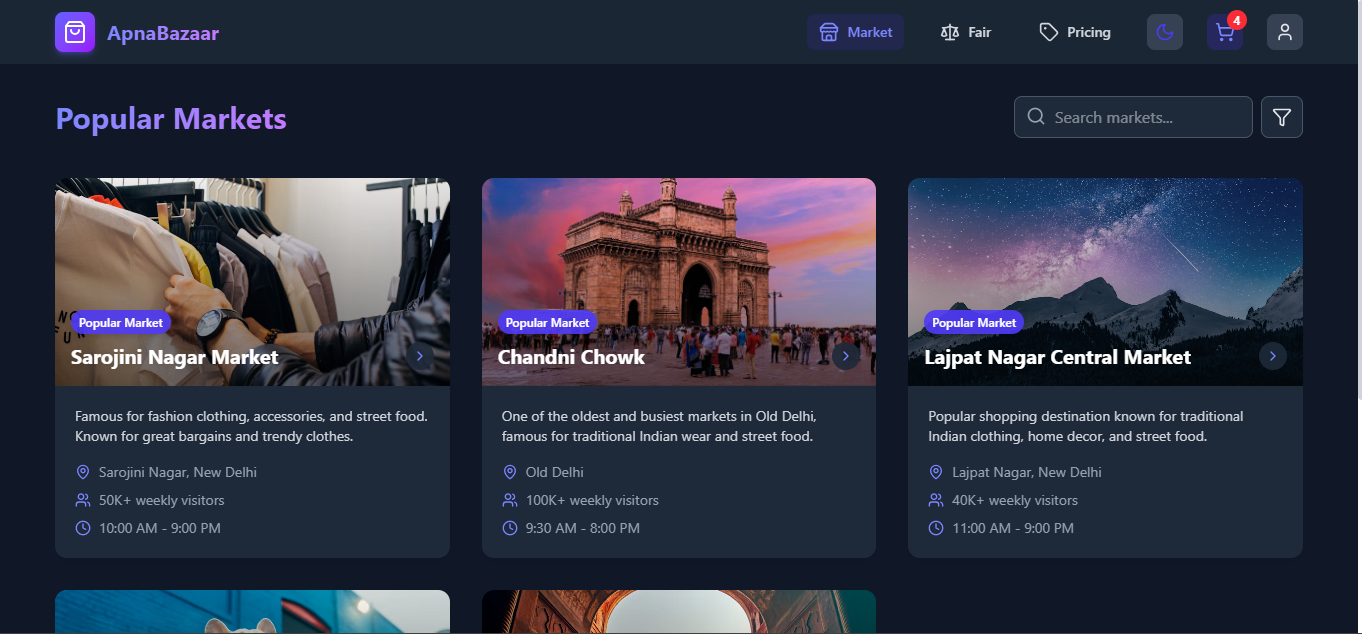 ApnaBazaar
Market
Fair
Pricing
4
Popular Markets
Search markets...
Popular Market
Sarojini Nagar Market
Famous for fashion clothing, accessories, and street food.
Known for great bargains and trendy clothes.
Sarojini Nagar, New Delhi
50K+ weekly visitors
10:00 AM - 9:00 PM
Popular Market
Chandni Chowk
One of the oldest and busiest markets in Old Delhi,
famous for traditional Indian wear and street food.
Old Delhi
100K+ weekly visitors
9:30 AM - 8:00 PM
Popular Market
Lajpat Nagar Central Market
Popular shopping destination known for traditional
Indian clothing, home decor, and street food.
Lajpat Nagar, New Delhi
40K+ weekly visitors
11:00 AM - 9:00 PM